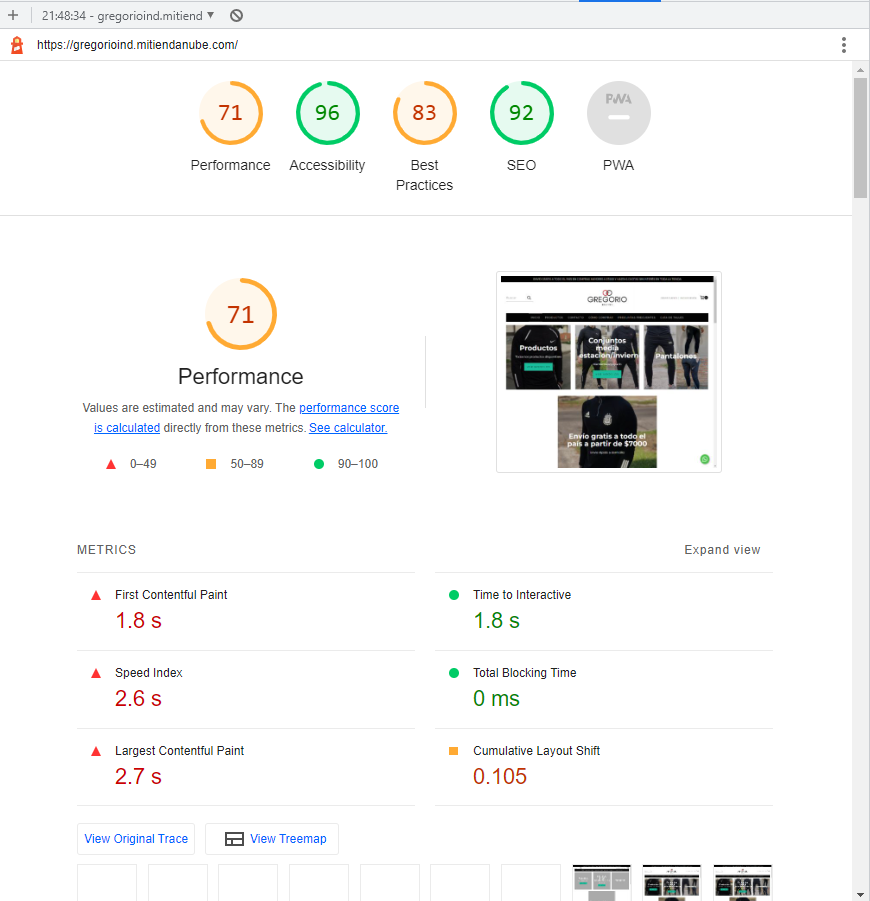 21:48:34 - gregorioind.mitiend
https://gregorioind.mitiendanube.com/
71
96
83
92
PWA
Performance
Accessibility
Best
Practices
SEO
PWA
71
Performance
Values are estimated and may vary. The performance score
is calculated directly from these metrics. See calculator.
0–49
50–89
90–100
GREGORIO
Productos
Conjuntos
media
estacion/inviern
Pantalones
Envío gratis a todo el
país a partir de $7000
METRICS
Expand view
First Contentful Paint
1.8 s
Time to Interactive
1.8 s
Speed Index
2.6 s
Total Blocking Time
0 ms
Largest Contentful Paint
2.7 s
Cumulative Layout Shift
0.105
View Original Trace
View Treemap